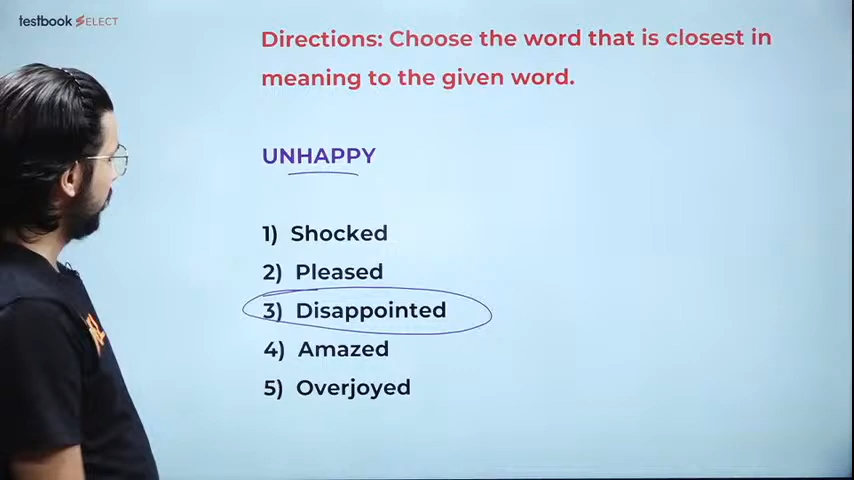 testbook SELECT
Directions: Choose the word that is closest in
meaning to the given word.
UNHAPPY
1) Shocked
2) Pleased
3) Disappointed
4) Amazed
5) Overjoyed